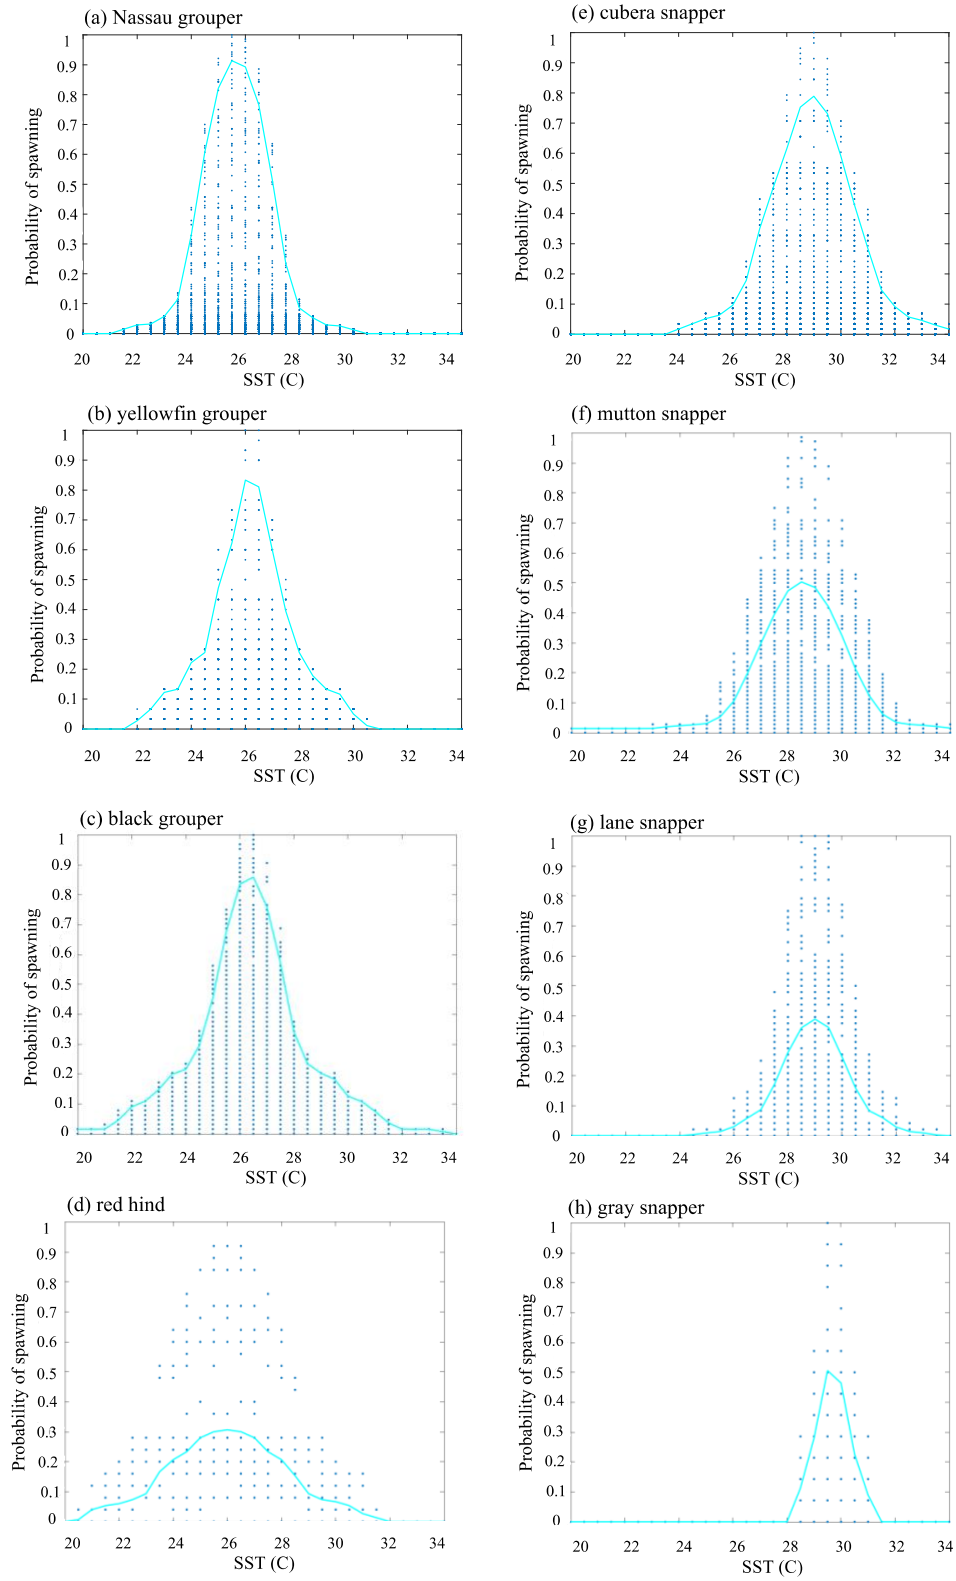 (a) Nassau grouper
1
0.9
0.8
0.7
0.6
0.5
0.4
0.3
0.2
0.1
0
Probability of spawning
20 22 24 26 28 30 32 34
SST (C)
(b) yellowfin grouper
1
0.9
0.8
0.7
0.6
0.5
0.4
0.3
0.2
0.1
0
Probability of spawning
20 22 24 26 28 30 32 34
SST (C)
(c) black grouper
1
0.9
0.8
0.7
0.6
0.5
0.4
0.3
0.2
0.1
0
Probability of spawning
20 22 24 26 28 30 32 34
SST (C)
(d) red hind
1
0.9
0.8
0.7
0.6
0.5
0.4
0.3
0.2
0.1
0
Probability of spawning
20 22 24 26 28 30 32 34
SST (C)
(e) cubera snapper
1
0.9
0.8
0.7
0.6
0.5
0.4
0.3
0.2
0.1
0
Probability of spawning
20 22 24 26 28 30 32 34
SST (C)
(f) mutton snapper
1
0.9
0.8
0.7
0.6
0.5
0.4
0.3
0.2
0.1
0
Probability of spawning
20 22 24 26 28 30 32 34
SST (C)
(g) lane snapper
1
0.9
0.8
0.7
0.6
0.5
0.4
0.3
0.2
0.1
0
Probability of spawning
20 22 24 26 28 30 32 34
SST (C)
(h) gray snapper
1
0.9
0.8
0.7
0.6
0.5
0.4
0.3
0.2
0.1
0
Probability of spawning
20 22 24 26 28 30 32 34
SST (C)